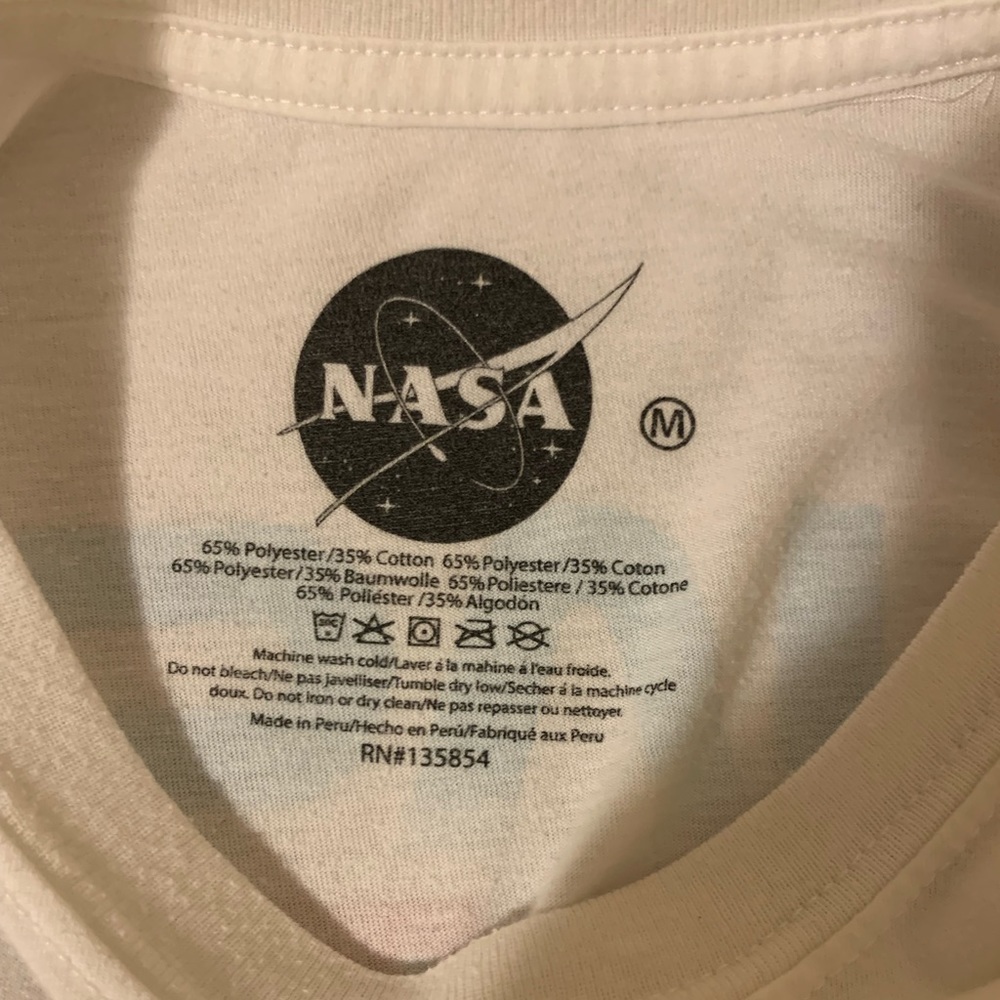 NASA
M
65% Polyester/35% Cotton 65% Polyester/35% Coton
65% Polyester/35% Baumwolle 65% Poliestere / 35% Cotone
65% Poliéster /35% Algodón
Machine wash cold/Laver á la mahine á l'eau froide.
Do not bleach/Ne pas javelliser/Tumble dry low/Secher á la machine cycle
doux. Do not iron or dry clean/Ne pas repasser ou nettoyer.
Made in Peru/Hecho en Perú/Fabriqué aux Peru
RN#135854